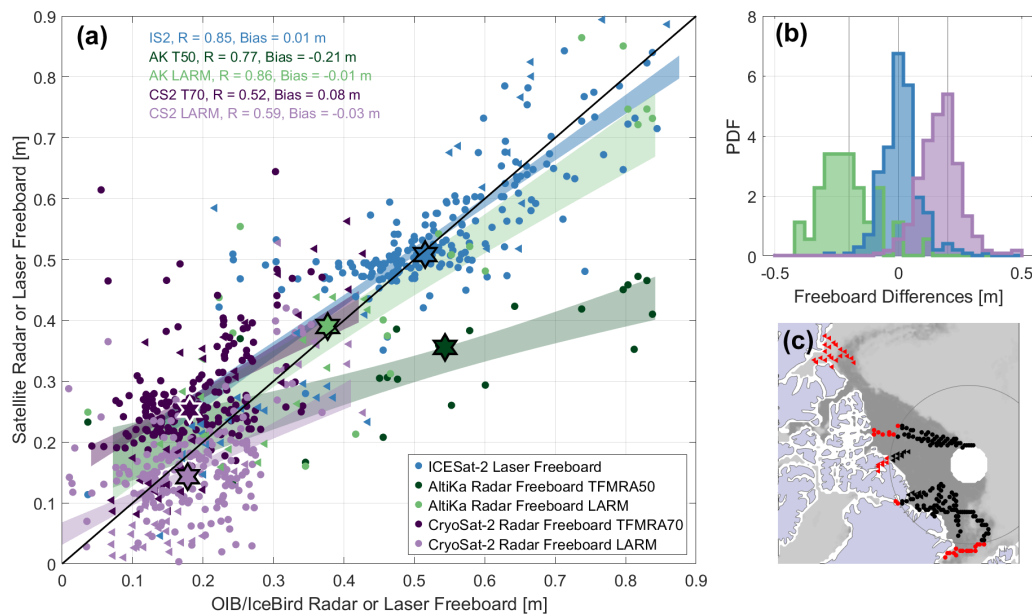 (a)
IS2, R = 0.85, Bias = 0.01 m
AK T50, R = 0.77, Bias = -0.21 m
AK LARM, R = 0.86, Bias = -0.01 m
CS2 T70, R = 0.52, Bias = 0.08 m
CS2 LARM, R = 0.59, Bias = -0.03 m
Satellite Radar or Laser Freeboard [m]
0.9
0.8
0.7
0.6
0.5
0.4
0.3
0.2
0.1
0
ICESat-2 Laser Freeboard
AltiKa Radar Freeboard TFMRA50
AltiKa Radar Freeboard LARM
CryoSat-2 Radar Freeboard TFMRA70
CryoSat-2 Radar Freeboard LARM
0 0.1 0.2 0.3 0.4 0.5 0.6 0.7 0.8 0.9
OIB/IceBird Radar or Laser Freeboard [m]
(b)
PDF
8
6
4
2
0
-0.5 0 0.5
Freeboard Differences [m]
(c)